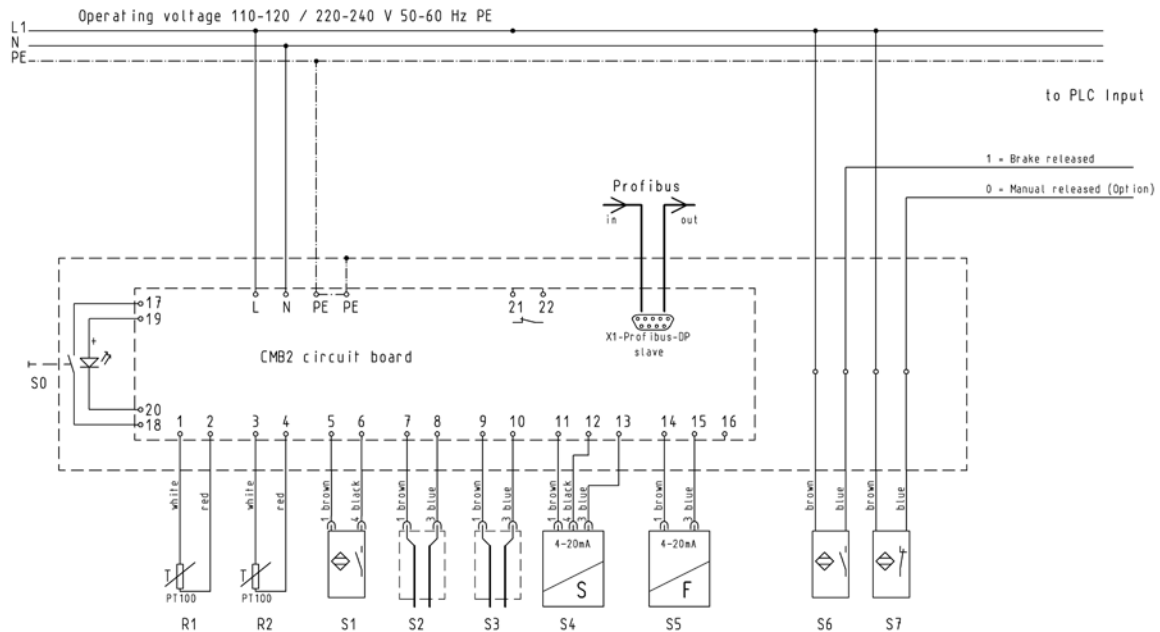 Operating voltage 110-120 / 220-240 V 50-60 Hz PE
L1
N
PE
to PLC Input
1 = Brake released
0 = Manual released (Option)
Profibus
in
out
17
19
L
N
PE
PE
21
22
X1-Profibus-DP
slave
CMB2 circuit board
S0
20
18
1
2
3
4
5
6
7
8
9
10
11
12
13
14
15
16
white
red
white
red
1 brown
4 black
1 brown
3 blue
1 brown
3 blue
1 brown
4 black
3 blue
1 brown
3 blue
brown
blue
brown
blue
T
PT100
T
PT100
4-20mA
S
4-20mA
F
R1
R2
S1
S2
S3
S4
S5
S6
S7